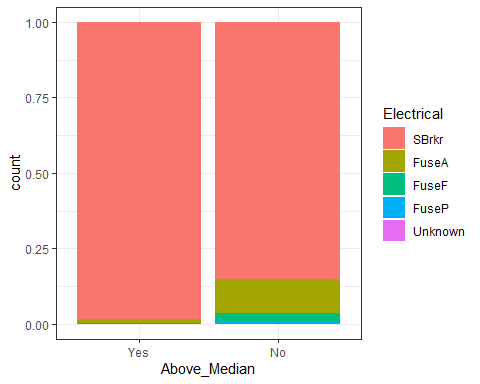 1.00
0.75
0.50
0.25
0.00
count
Yes No
Above_Median
Electrical
SBrkr
FuseA
FuseF
FuseP
Unknown